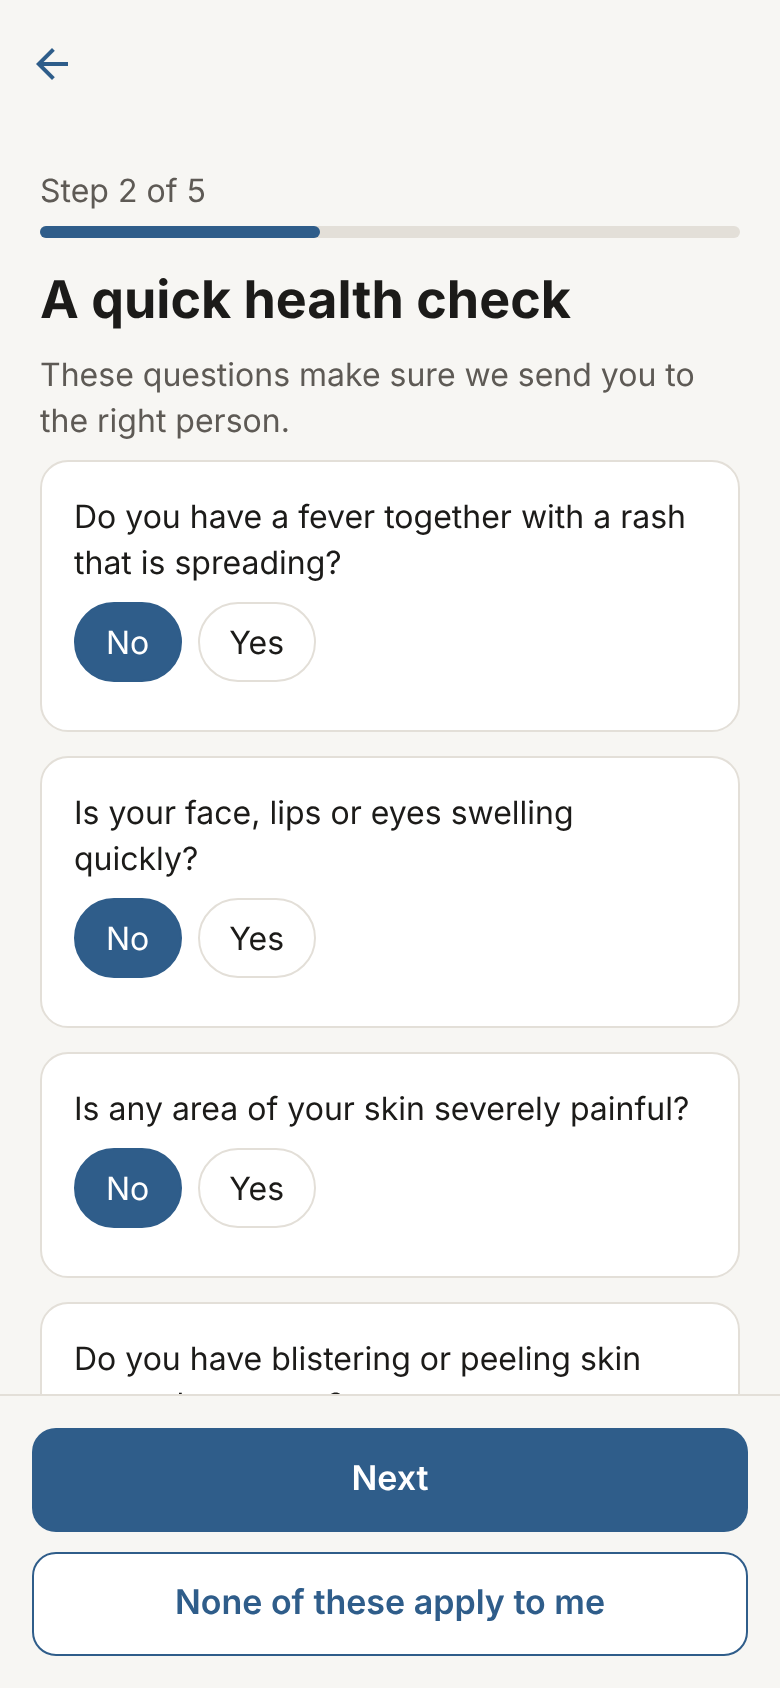 Step 2 of 5
A quick health check
These questions make sure we send you to
the right person.
Do you have a fever together with a rash
that is spreading?
No
Yes
Is your face, lips or eyes swelling
quickly?
No
Yes
Is any area of your skin severely painful?
No
Yes
Do you have blistering or peeling skin
Next
None of these apply to me